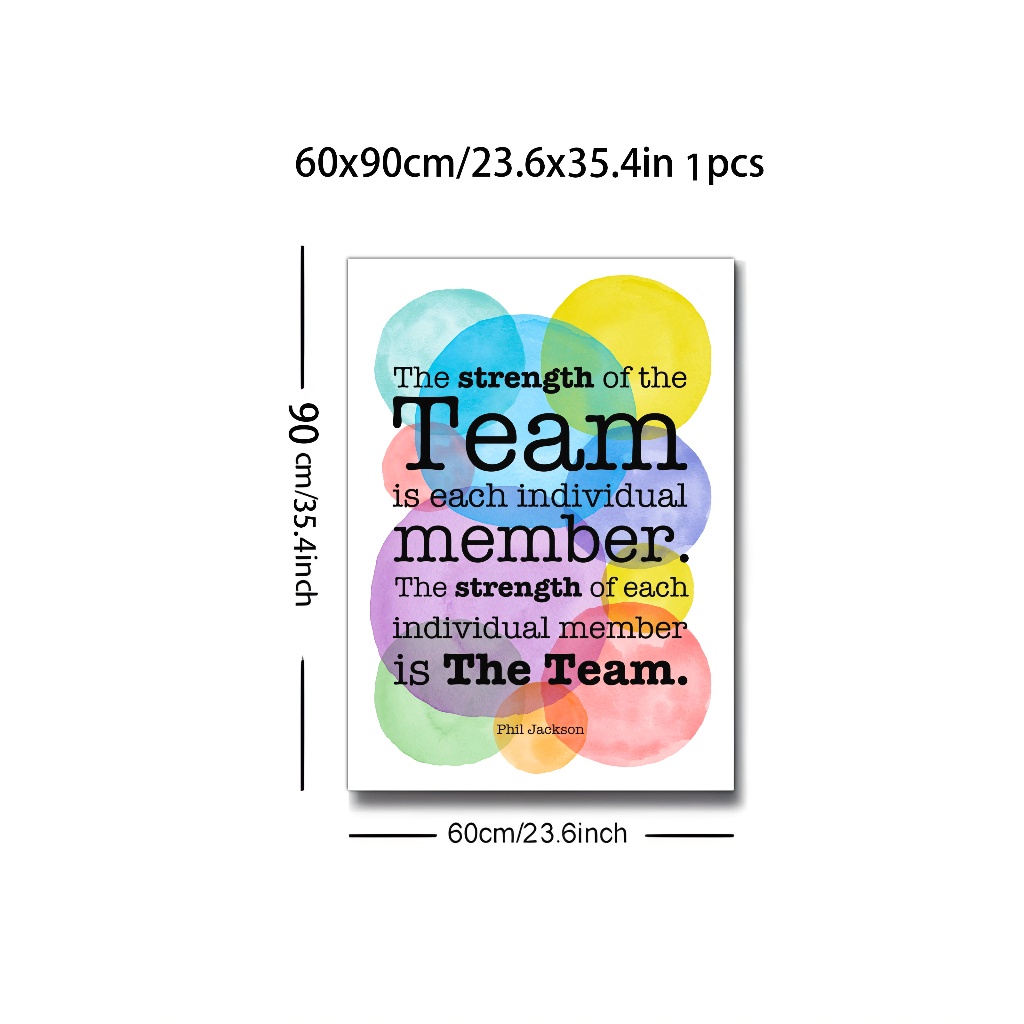 60x90cm/23.6x35.4in 1pcs
90 cm/35.4inch
The strength of the
Team
is each individual
member.
The strength of each
individual member
is The Team.
Phil Jackson
60cm/23.6inch